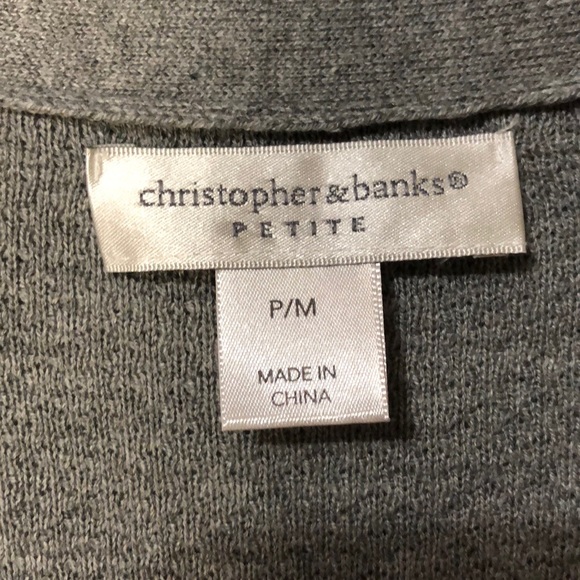 christopher&banks®
PETITE
P/M
MADE IN
CHINA